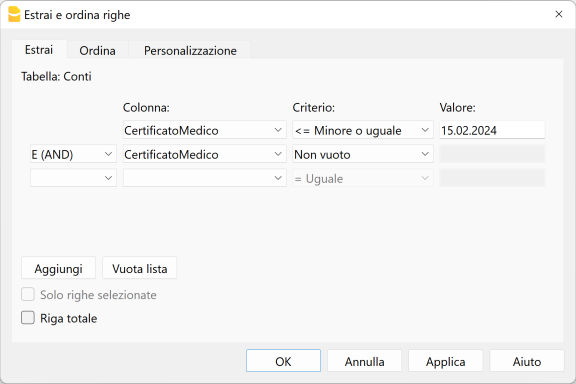 Estrai e ordina righe
Estrai Ordina Personalizzazione
Tabella: Conti
Colonna: Criterio: Valore:
CertificatoMedico <= Minore o uguale 15.02.2024
E (AND) CertificatoMedico Non vuoto
= Uguale
Aggiungi Vuota lista
Solo righe selezionate
Riga totale
OK Annulla Applica Aiuto